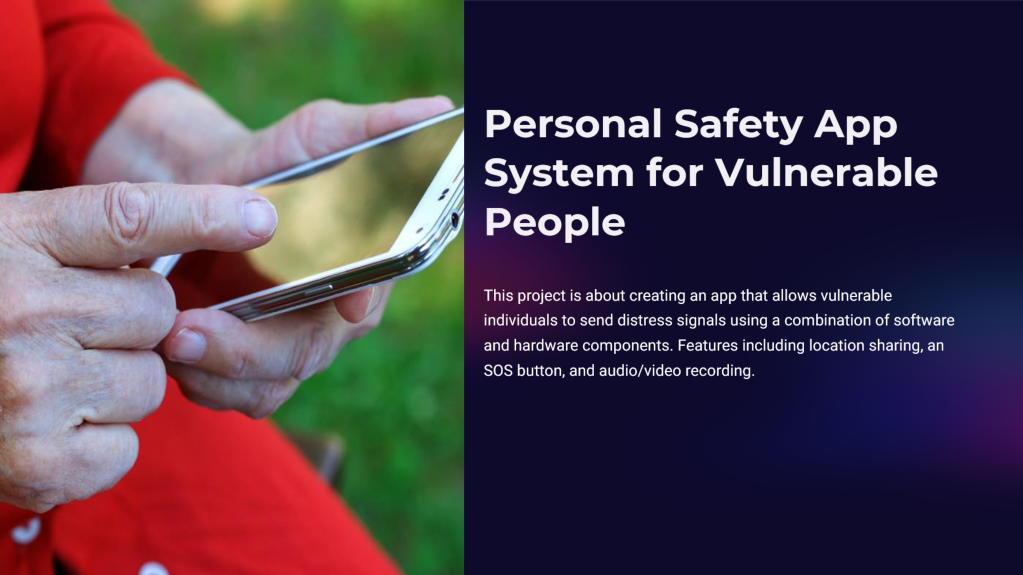 Personal Safety App
System for Vulnerable
People
This project is about creating an app that allows vulnerable
individuals to send distress signals using a combination of software
and hardware components. Features including location sharing, an
SOS button, and audio/video recording.